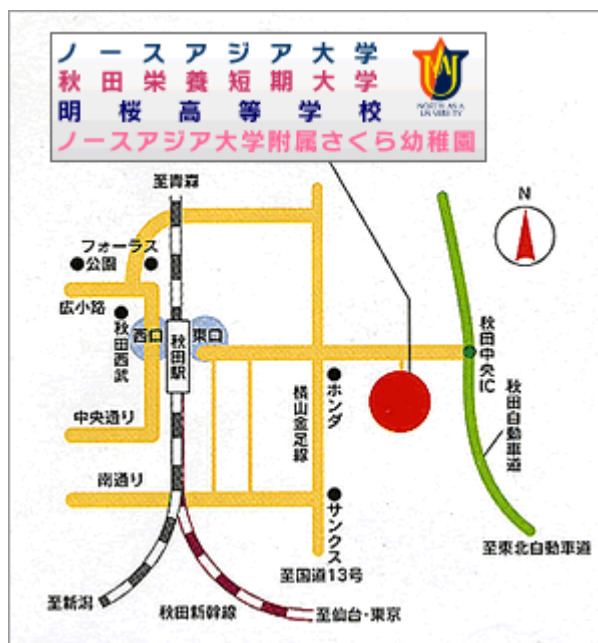 ノースアジア大学
秋田栄養短期大学
明桜高等学校
ノースアジア大学附属さくら幼稚園
NORTH ASIA
UNIVERSITY
至青森
N
フォーラス
公園
広小路
秋田西武
西口
秋田駅
東口
秋田中央IC
秋田自動車道
横山金足線
ホンダ
中央通り
南通り
サンクス
至国道13号
至東北自動車道
至新潟
秋田新幹線
至仙台・東京